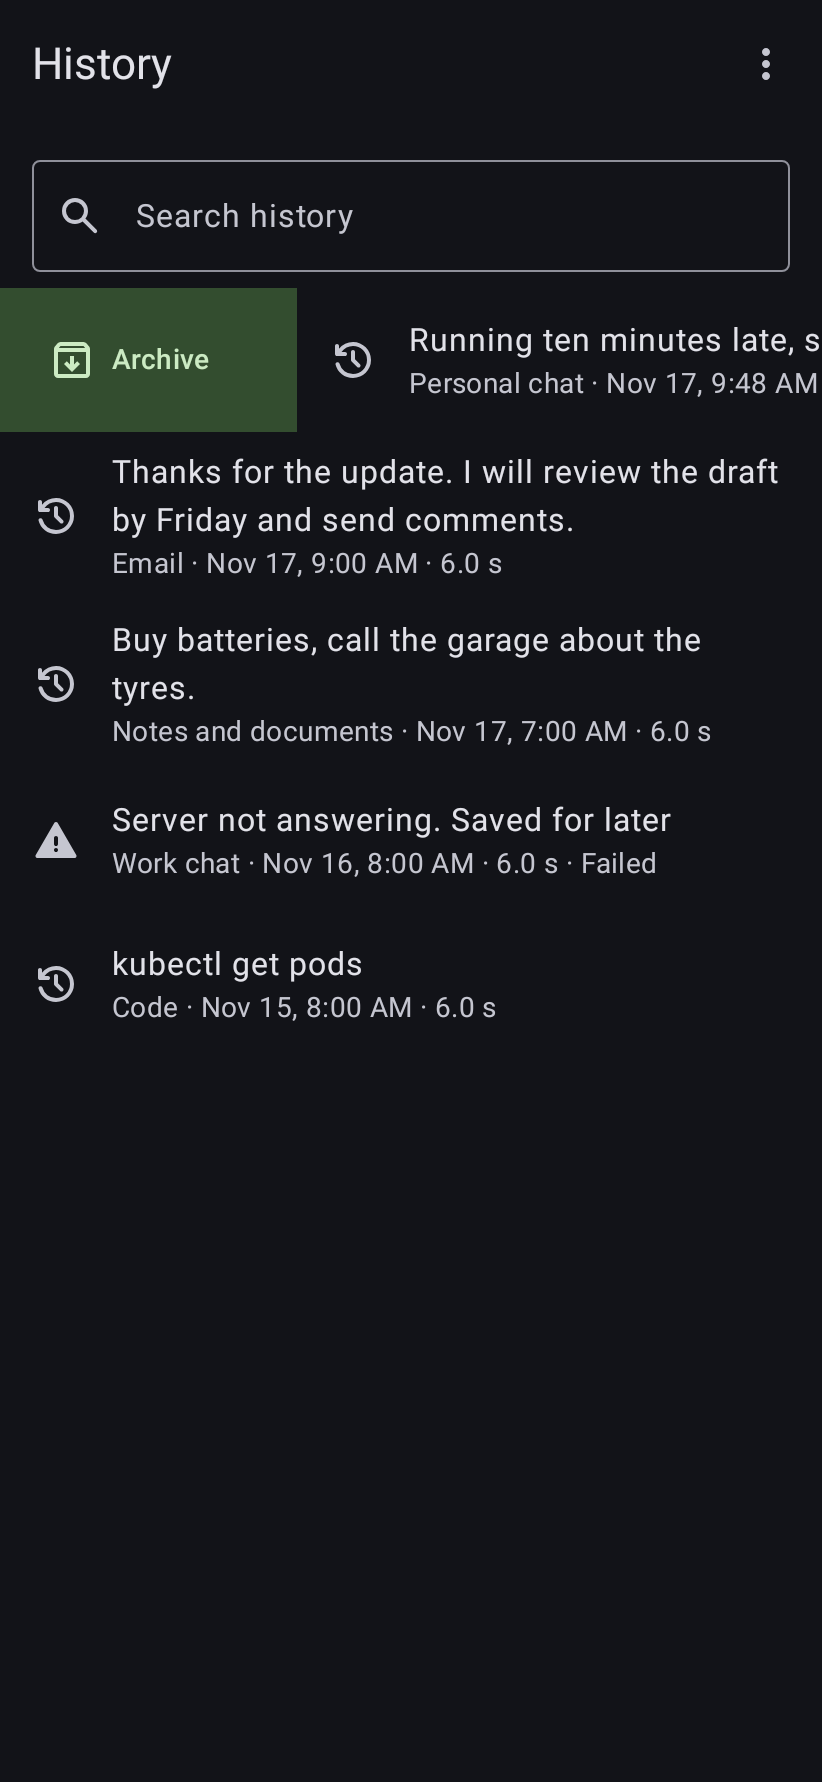 History
Search history
Archive
Running ten minutes late, s
Personal chat · Nov 17, 9:48 AM
Thanks for the update. I will review the draft
by Friday and send comments.
Email · Nov 17, 9:00 AM · 6.0 s
Buy batteries, call the garage about the
tyres.
Notes and documents · Nov 17, 7:00 AM · 6.0 s
Server not answering. Saved for later
Work chat · Nov 16, 8:00 AM · 6.0 s · Failed
kubectl get pods
Code · Nov 15, 8:00 AM · 6.0 s